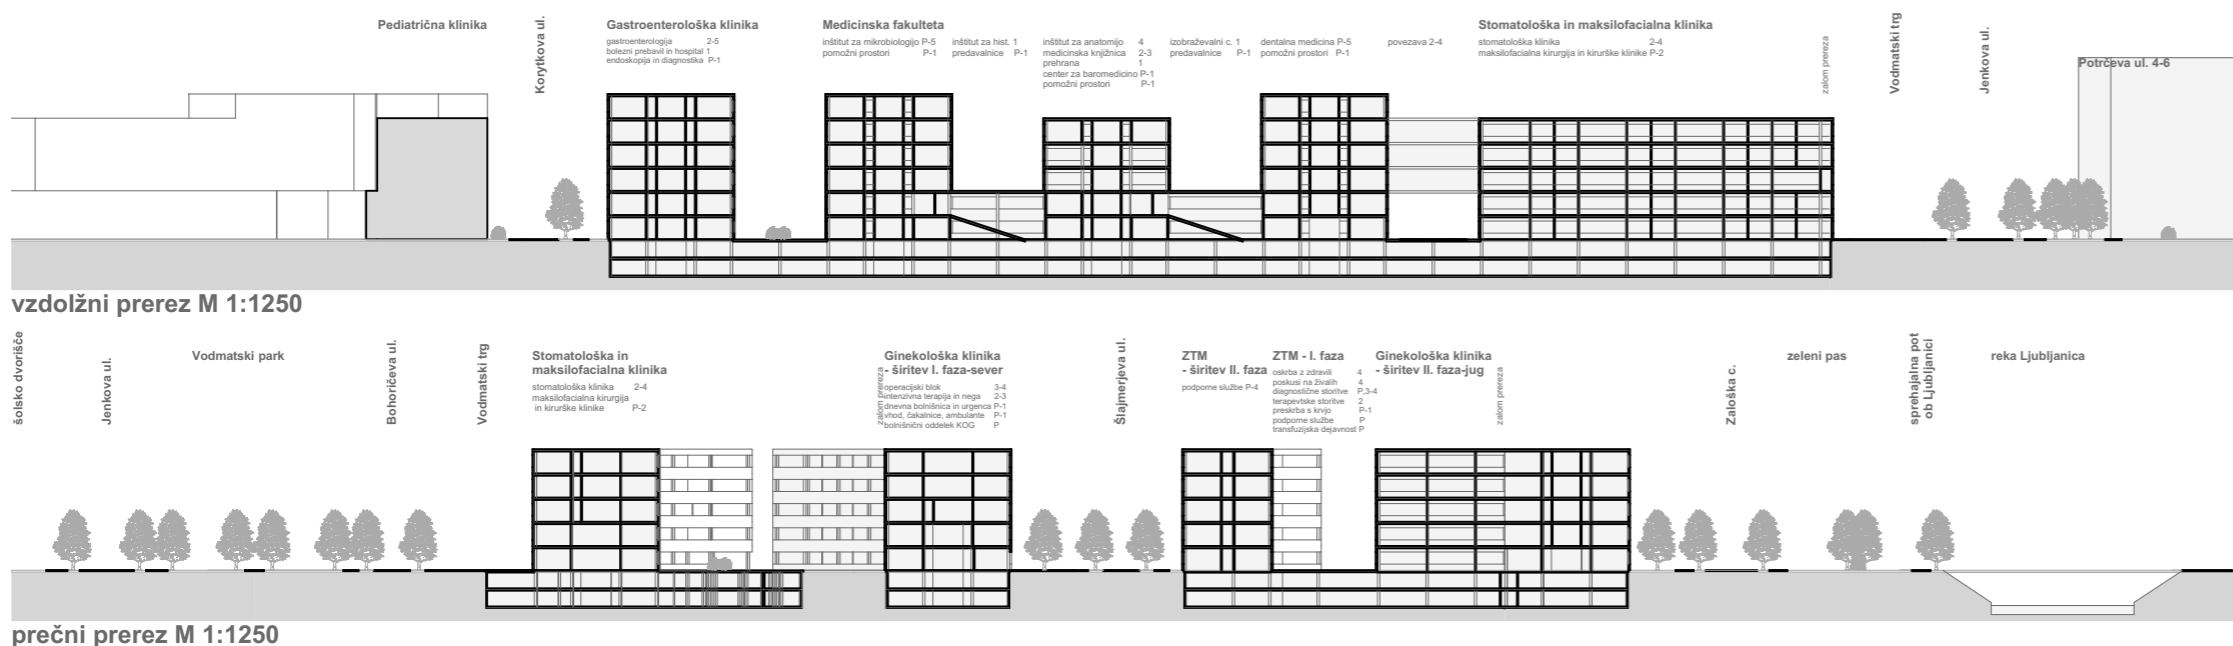 Pediatrična klinika
Korytkova ul.
Gastroenterološka klinika
gastroenterologija 2-5
bolezni prebavil in hospital 1
endoskopija in diagnostika P-1
Medicinska fakulteta
inštitut za mikrobiologijo P-5
pomožni prostori P-1
inštitut za hist. 1
predavalnice P-1
inštitut za anatomijo 4
medicinska knjižnica 2-3
prehrana 1
center za baromedicino P-1
pomožni prostori P-1
izobraževalni c. 1
predavalnice P-1
dentalna medicina P-5
pomožni prostori P-1
povezava 2-4
Stomatološka in maksilofacialna klinika
stomatološka klinika 2-4
maksilofacialna kirurgija in kirurške klinike P-2
zalom prereza
Vodmatski trg
Jenkova ul.
Potrčeva ul. 4-6
vzdolžni prerez M 1:1250
šolsko dvorišče
Jenkova ul.
Vodmatski park
Bohoričeva ul.
Vodmatski trg
Stomatološka in
maksilofacialna klinika
stomatološka klinika 2-4
maksilofacialna kirurgija
in kirurške klinike P-2
zalom prereza
Ginekološka klinika
- širitev I. faza-sever
operacijski blok 3-4
intenzivna terapija in nega 2-3
dnevna bolnišnica in urgenca P-1
vhod, čakalnice, ambulante P-1
bolnišnični oddelek KOG P
Šlajmerjeva ul.
ZTM
- širitev II. faza
podporne službe P-4
ZTM - I. faza
oskrba z zdravili 4
poskusi na živalih 4
diagnostične storitve P,3-4
terapevtske storitve 2
preskrba s krvjo P-1
podporne službe P
transfuzijska dejavnost P
Ginekološka klinika
- širitev II. faza-jug
zalom prereza
Zaloška c.
zeleni pas
sprehajalna pot
ob Ljubljanici
reka Ljubljanica
prečni prerez M 1:1250